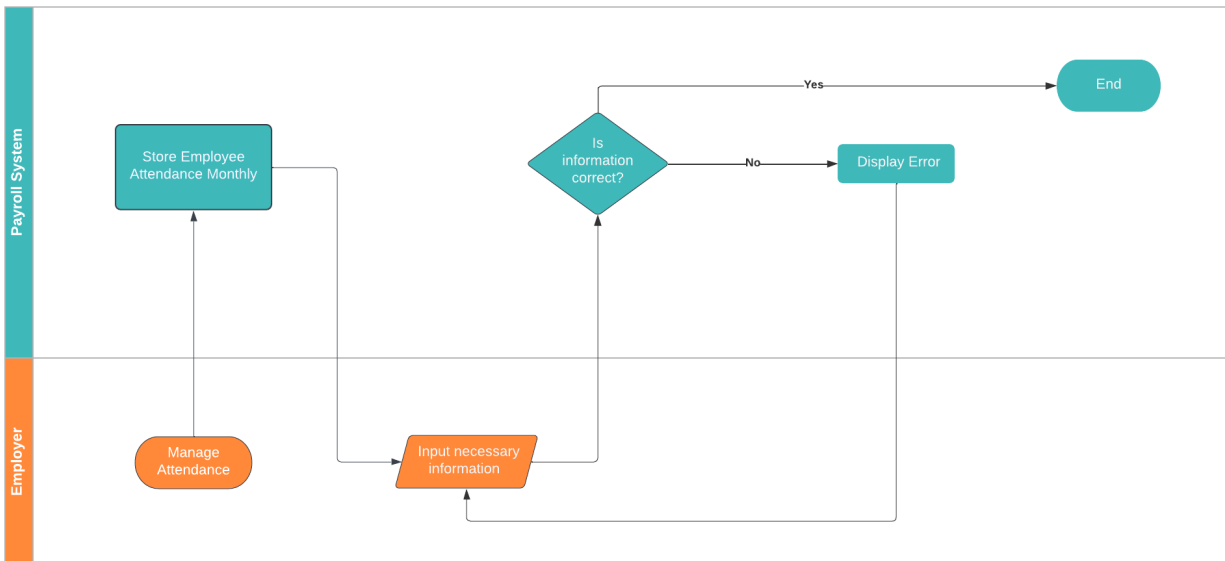 Payroll System
Store Employee
Attendance Monthly
Is
information
correct?
Yes
No
End
Display Error
Employer
Manage
Attendance
Input necessary
information